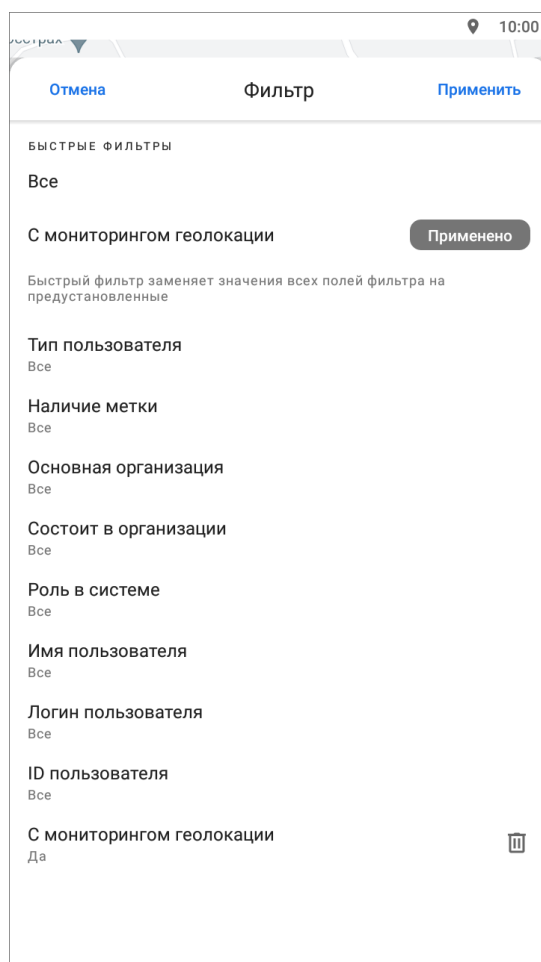 10:00
Отмена
Фильтр
Применить
БЫСТРЫЕ ФИЛЬТРЫ
Все
С мониторингом геолокации
Применено
Быстрый фильтр заменяет значения всех полей фильтра на
предустановленные
Тип пользователя
Все
Наличие метки
Все
Основная организация
Все
Состоит в организации
Все
Роль в системе
Все
Имя пользователя
Все
Логин пользователя
Все
ID пользователя
Все
С мониторингом геолокации
Да